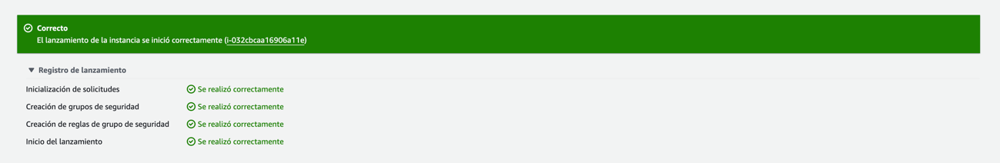 Correcto
El lanzamiento de la instancia se inició correctamente (i-032cbcaa16906a11e)
Registro de lanzamiento
Inicialización de solicitudes Se realizó correctamente
Creación de grupos de seguridad Se realizó correctamente
Creación de reglas de grupo de seguridad Se realizó correctamente
Inicio del lanzamiento Se realizó correctamente